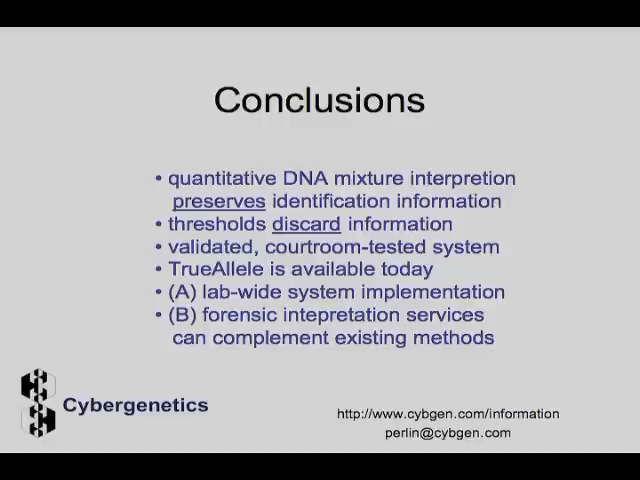 Conclusions
• quantitative DNA mixture interpretion
preserves identification information
• thresholds discard information
• validated, courtroom-tested system
• TrueAllele is available today
• (A) lab-wide system implementation
• (B) forensic intepretation services
can complement existing methods
Cybergenetics
http://www.cybgen.com/information
perlin@cybgen.com